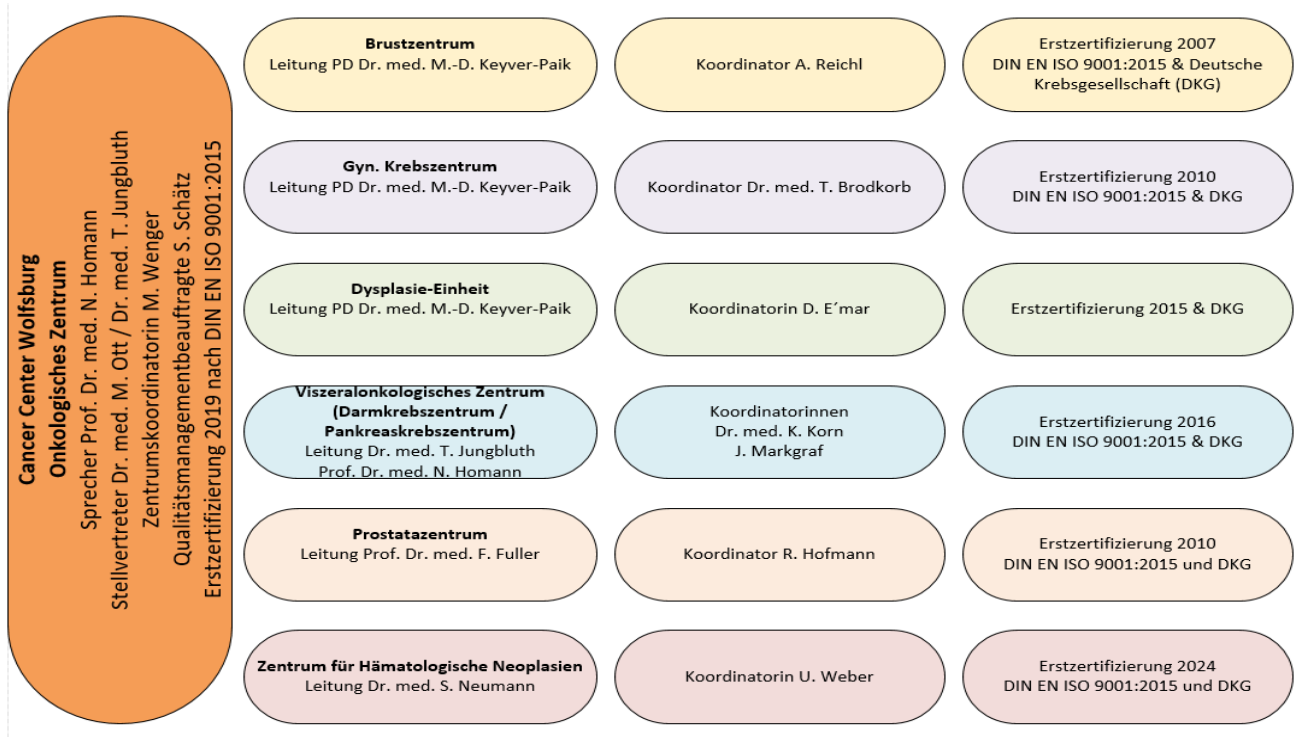 Cancer Center Wolfsburg
Onkologisches Zentrum
Sprecher Prof. Dr. med. N. Homann
Stellvertreter Dr. med. M. Ott / Dr. med. T. Jungbluth
Zentrumskoordinatorin M. Wenger
Qualitätsmanagementbeauftragte S. Schätz
Erstzertifizierung 2019 nach DIN EN ISO 9001:2015
Brustzentrum
Leitung PD Dr. med. M.-D. Keyver-Paik
Koordinator A. Reichl
Erstzertifizierung 2007
DIN EN ISO 9001:2015 & Deutsche
Krebsgesellschaft (DKG)
Gyn. Krebszentrum
Leitung PD Dr. med. M.-D. Keyver-Paik
Koordinator Dr. med. T. Brodkorb
Erstzertifizierung 2010
DIN EN ISO 9001:2015 & DKG
Dysplasie-Einheit
Leitung PD Dr. med. M.-D. Keyver-Paik
Koordinatorin D. E´mar
Erstzertifizierung 2015 & DKG
Viszeralonkologisches Zentrum
(Darmkrebszentrum /
Pankreaskrebszentrum)
Leitung Dr. med. T. Jungbluth
Prof. Dr. med. N. Homann
Koordinatorinnen
Dr. med. K. Korn
J. Markgraf
Erstzertifizierung 2016
DIN EN ISO 9001:2015 & DKG
Prostatazentrum
Leitung Prof. Dr. med. F. Fuller
Koordinator R. Hofmann
Erstzertifizierung 2010
DIN EN ISO 9001:2015 und DKG
Zentrum für Hämatologische Neoplasien
Leitung Dr. med. S. Neumann
Koordinatorin U. Weber
Erstzertifizierung 2024
DIN EN ISO 9001:2015 und DKG